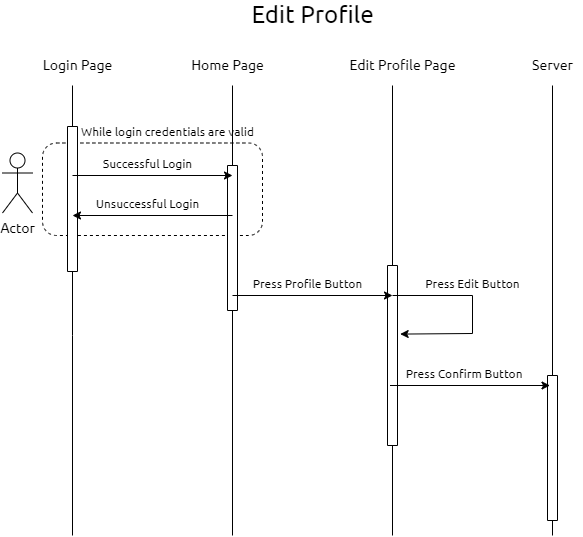 Edit Profile
Login Page
Home Page
Edit Profile Page
Server
While login credentials are valid
Successful Login
Unsuccessful Login
Actor
Press Profile Button
Press Edit Button
Press Confirm Button